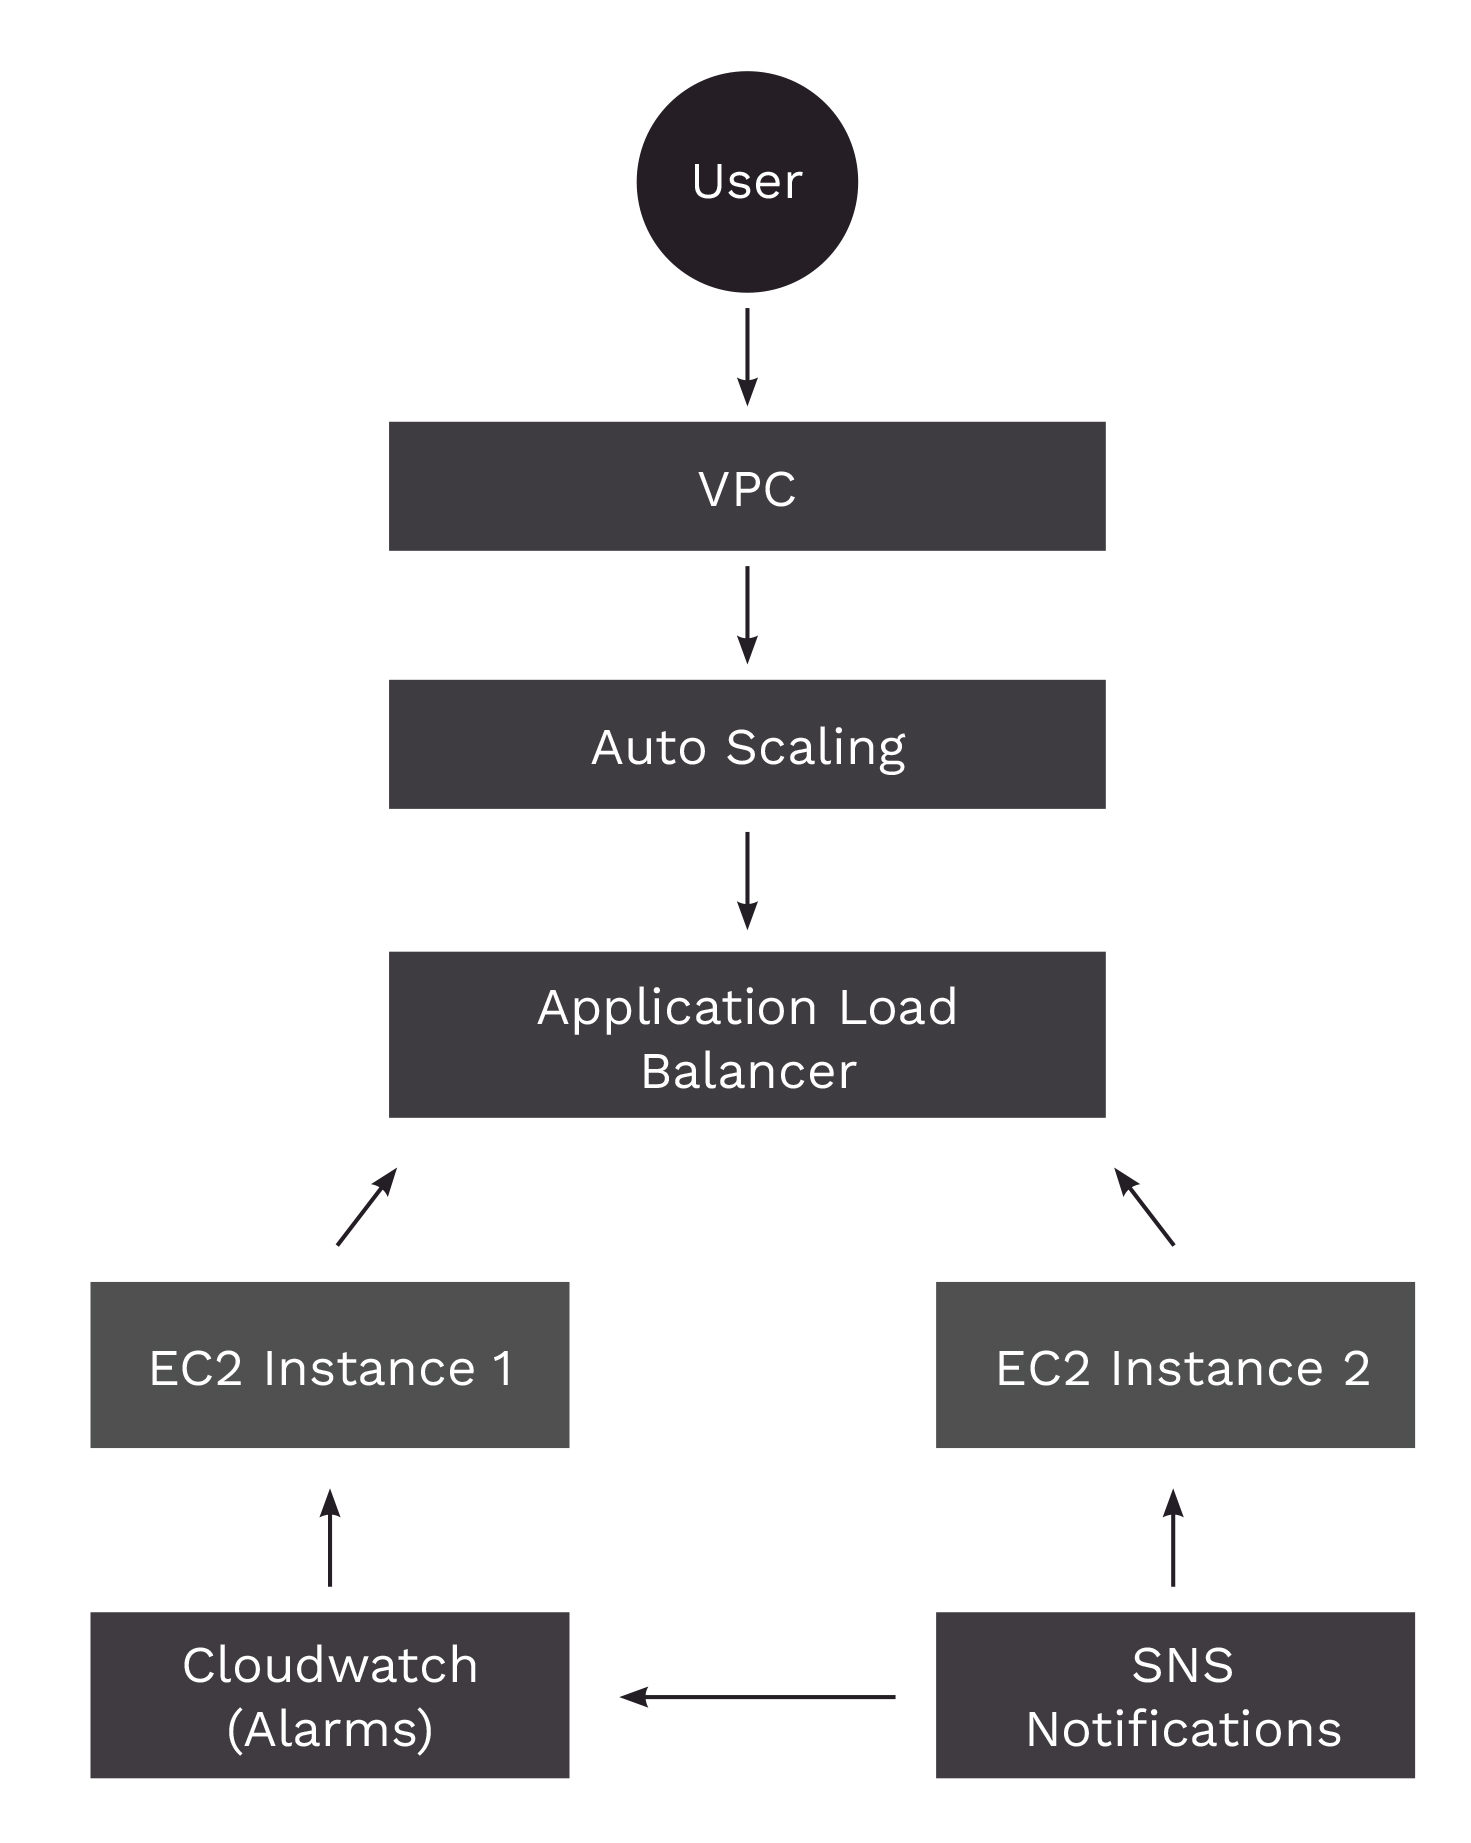 User
VPC
Auto Scaling
Application Load
Balancer
EC2 Instance 1
EC2 Instance 2
Cloudwatch
(Alarms)
SNS
Notifications